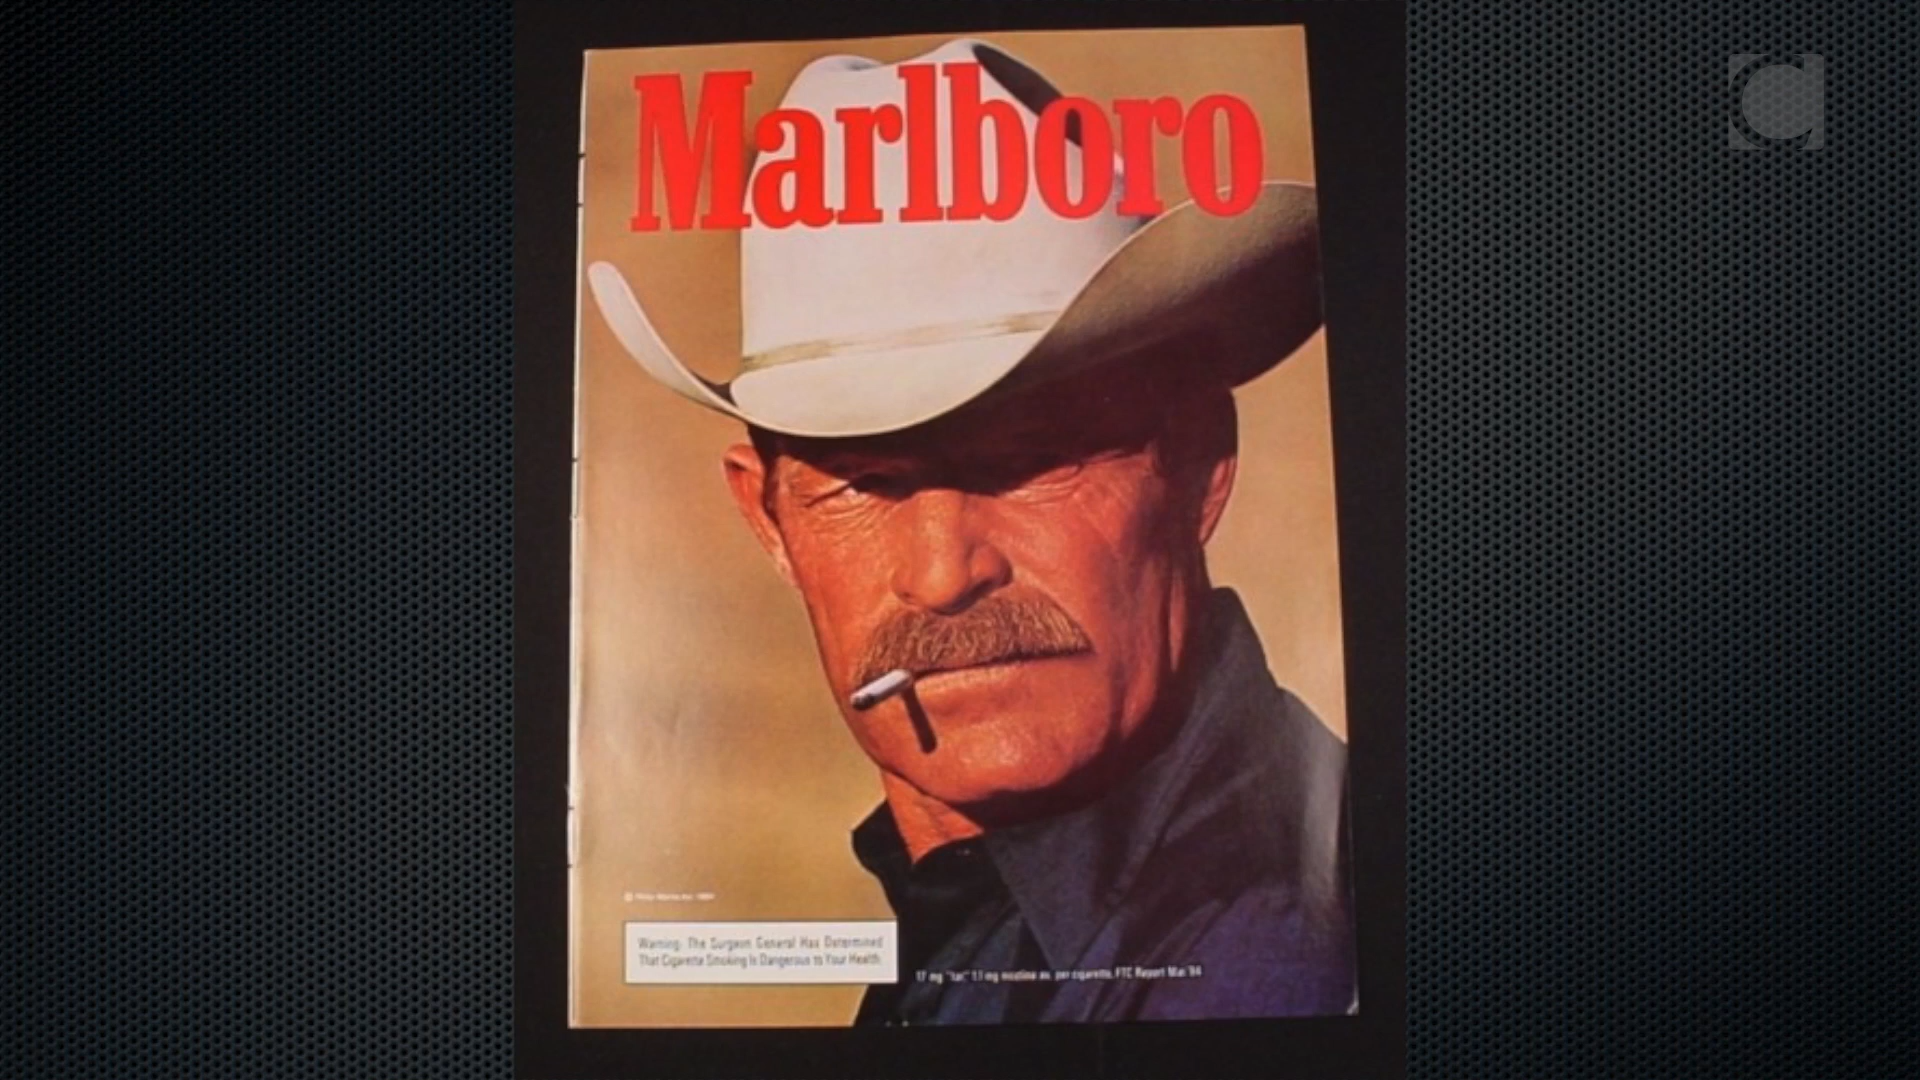 Marlboro
Warning: The Surgeon General Has Determined
That Cigarette Smoking Is Dangerous to Your Health.
17 mg "tar," 1.1 mg nicotine av. per cigarette, FTC Report Mar. '84